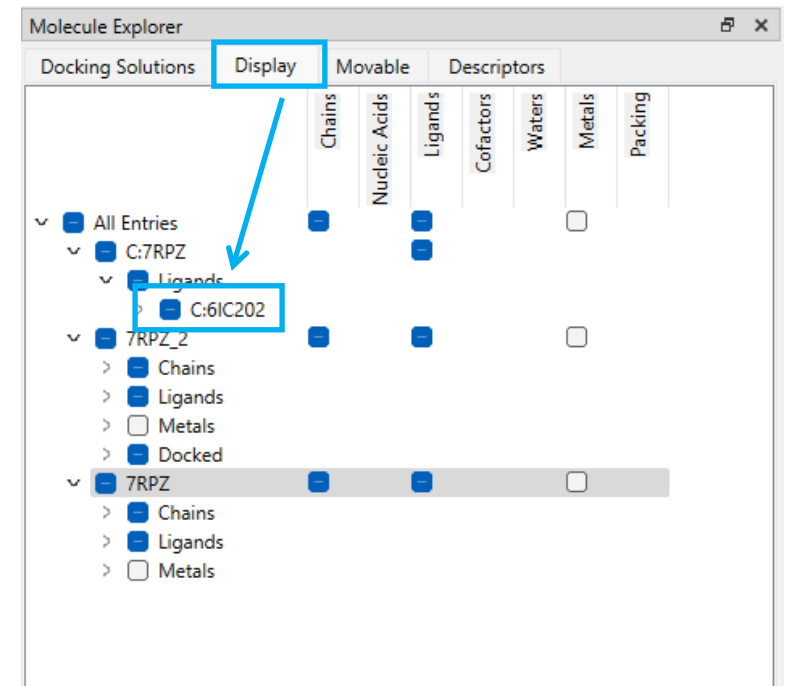 Molecule Explorer
Docking Solutions Display Movable Descriptors
Chains Nucleic Acids Ligands Cofactors Waters Metals Packing
All Entries
C:7RPZ
Ligands
C:6IC202
7RPZ_2
Chains
Ligands
Metals
Docked
7RPZ
Chains
Ligands
Metals